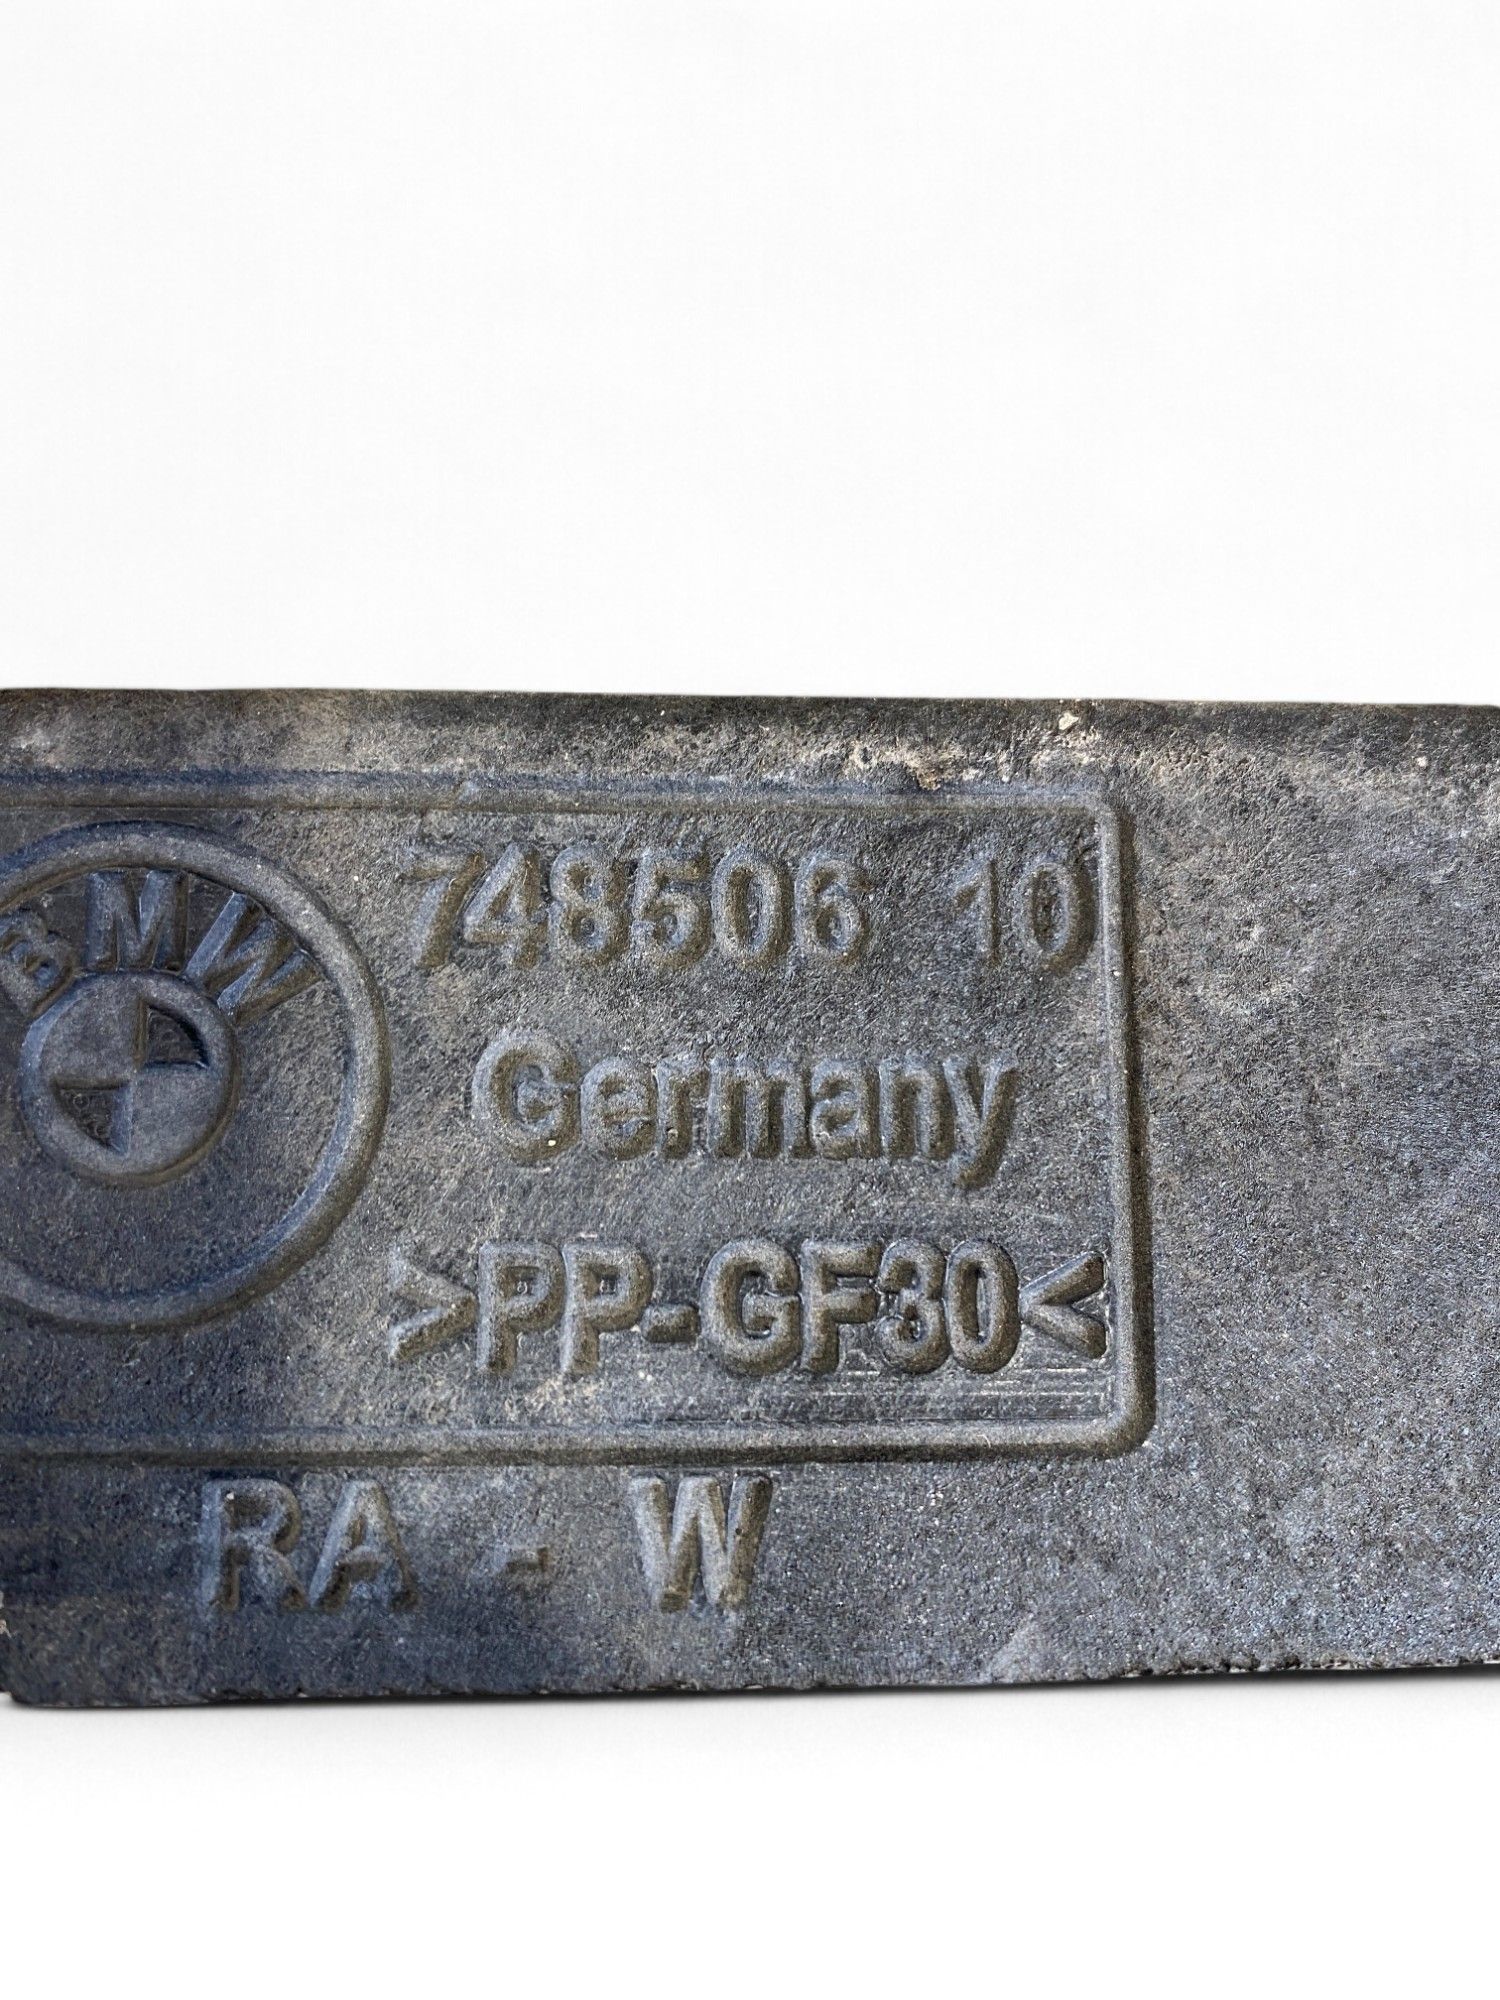 BMW
748506 10
Germany
>PP-GF30<
RA - W